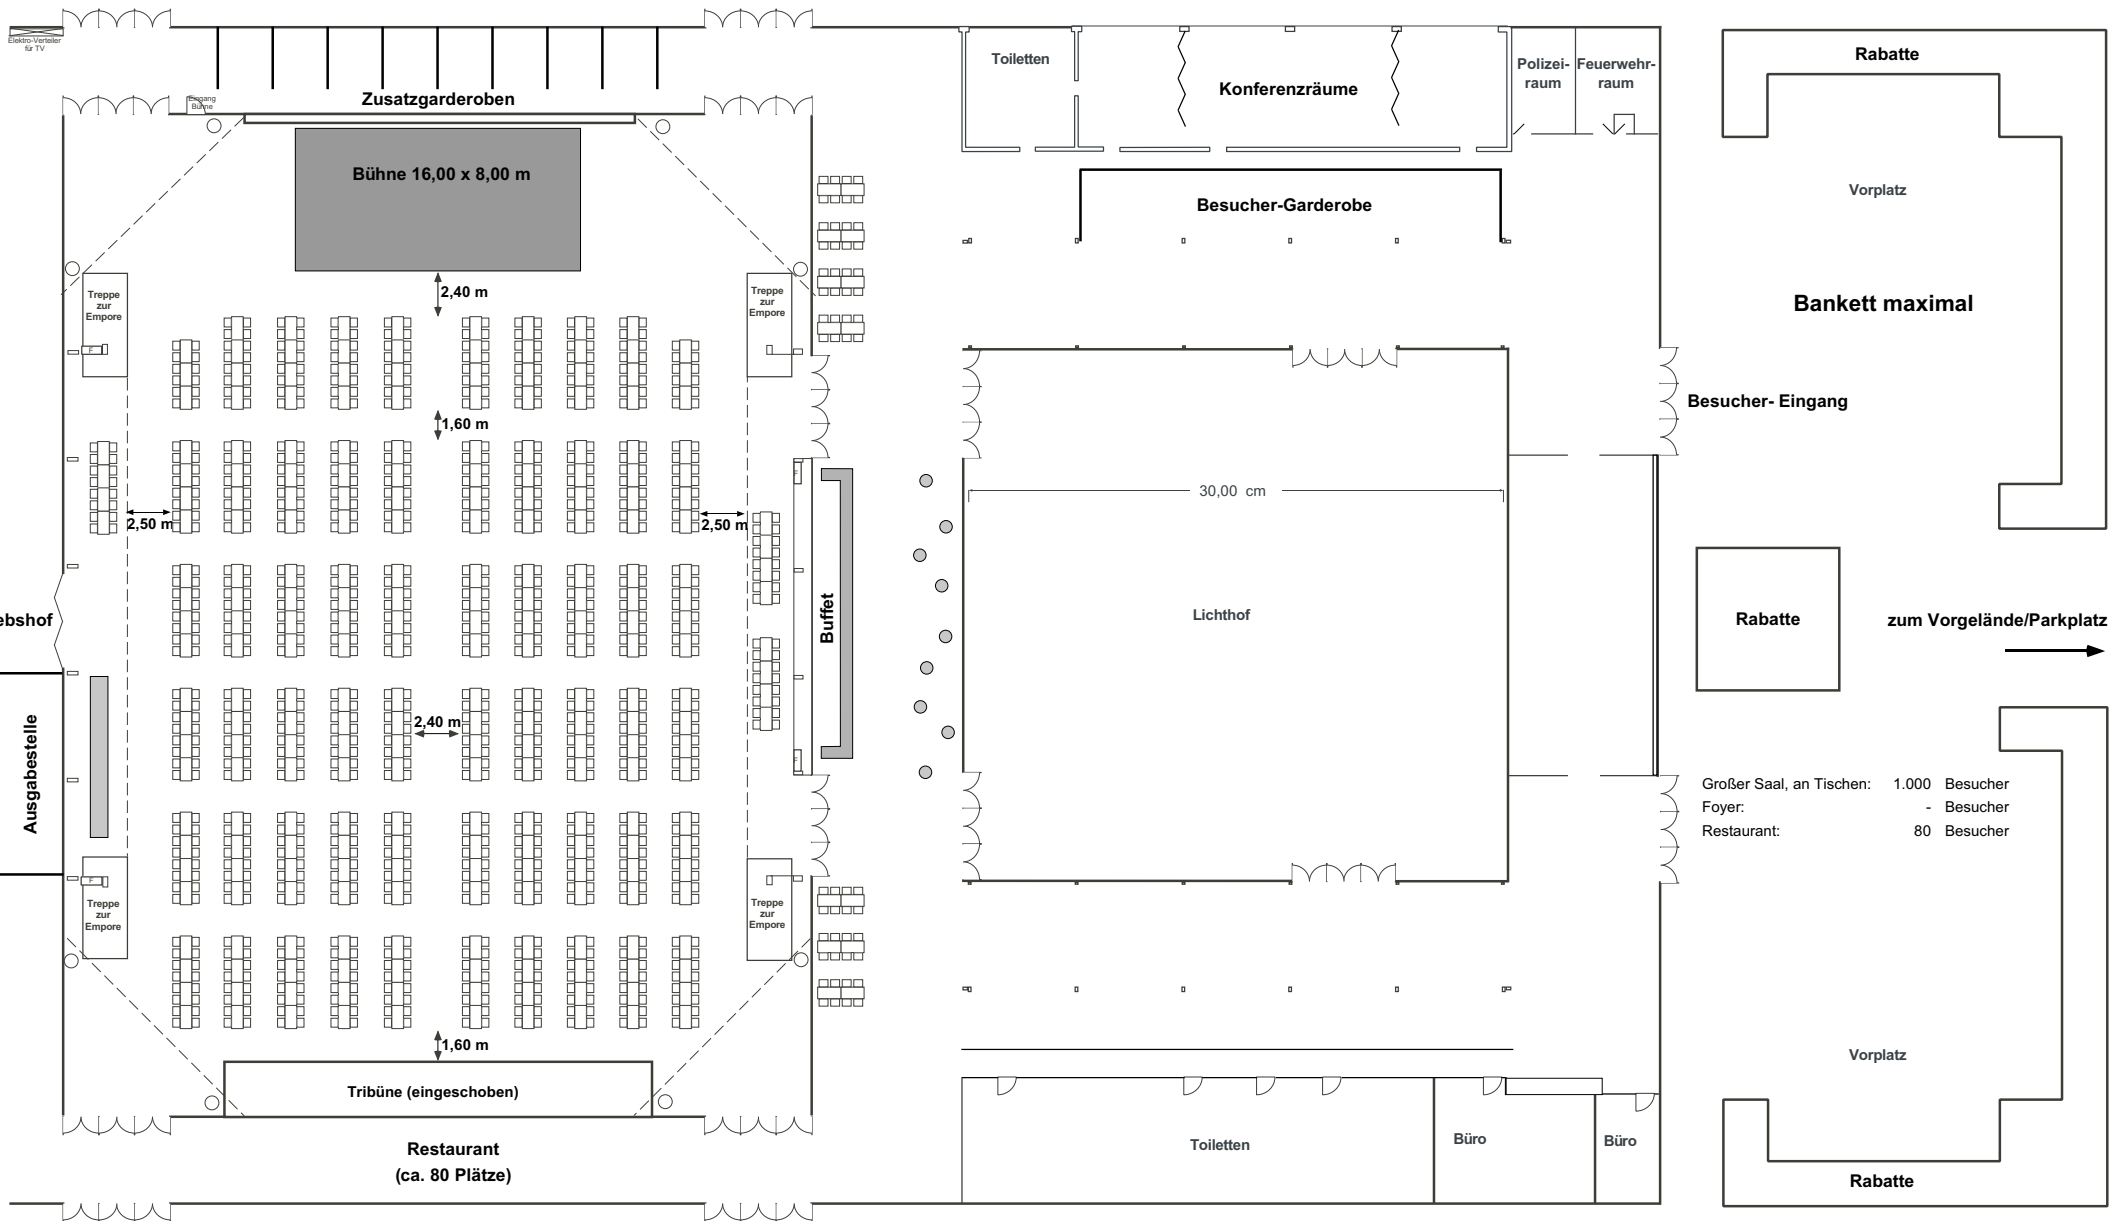 Elektro-Verteiler
für TV
Eingang
Bühne
Zusatzgarderoben
Bühne 16,00 x 8,00 m
Toiletten
Konferenzräume
Polizei-
raum
Feuerwehr-
raum
Rabatte
Vorplatz
Besucher-Garderobe
Treppe
zur
Empore
F
2,40 m
Treppe
zur
Empore
Bankett maximal
1,60 m
Besucher- Eingang
2,50 m
2,50 m
F
30,00 cm
Buffet
Lichthof
ebshof
Rabatte
zum Vorgelände/Parkplatz
Ausgabestelle
2,40 m
F
Großer Saal, an Tischen: 1.000 Besucher
Foyer: - Besucher
Restaurant: 80 Besucher
F
Treppe
zur
Empore
Treppe
zur
Empore
1,60 m
Tribüne (eingeschoben)
Vorplatz
Restaurant
(ca. 80 Plätze)
Toiletten
Büro
Büro
Rabatte